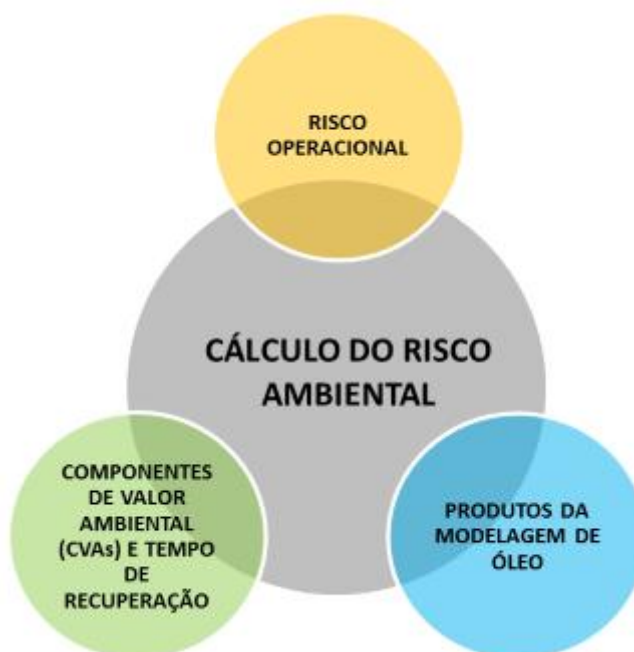 RISCO
OPERACIONAL
CÁLCULO DO RISCO
AMBIENTAL
COMPONENTES
DE VALOR
AMBIENTAL
(CVAs) E TEMPO
DE
RECUPERAÇÃO
PRODUTOS DA
MODELAGEM DE
ÓLEO